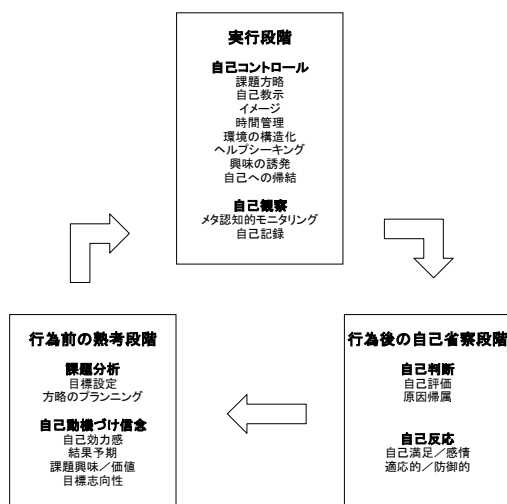 実行段階
自己コントロール
課題方略
自己教示
イメージ
時間管理
環境の構造化
ヘルプシーキング
興味の誘発
自己への帰結
自己観察
メタ認知的モニタリング
自己記録
行為前の熟考段階
課題分析
目標設定
方略のプランニング
自己動機づけ信念
自己効力感
結果予期
課題興味／価値
目標志向性
行為後の自己省察段階
自己判断
自己評価
原因帰属
自己反応
自己満足／感情
適応的／防御的